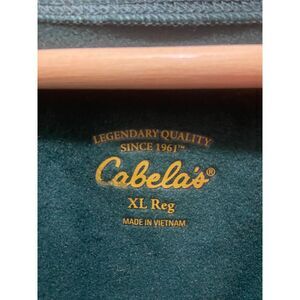 LEGENDARY QUALITY
SINCE 1961™
Cabela's®
XL Reg
MADE IN VIETNAM